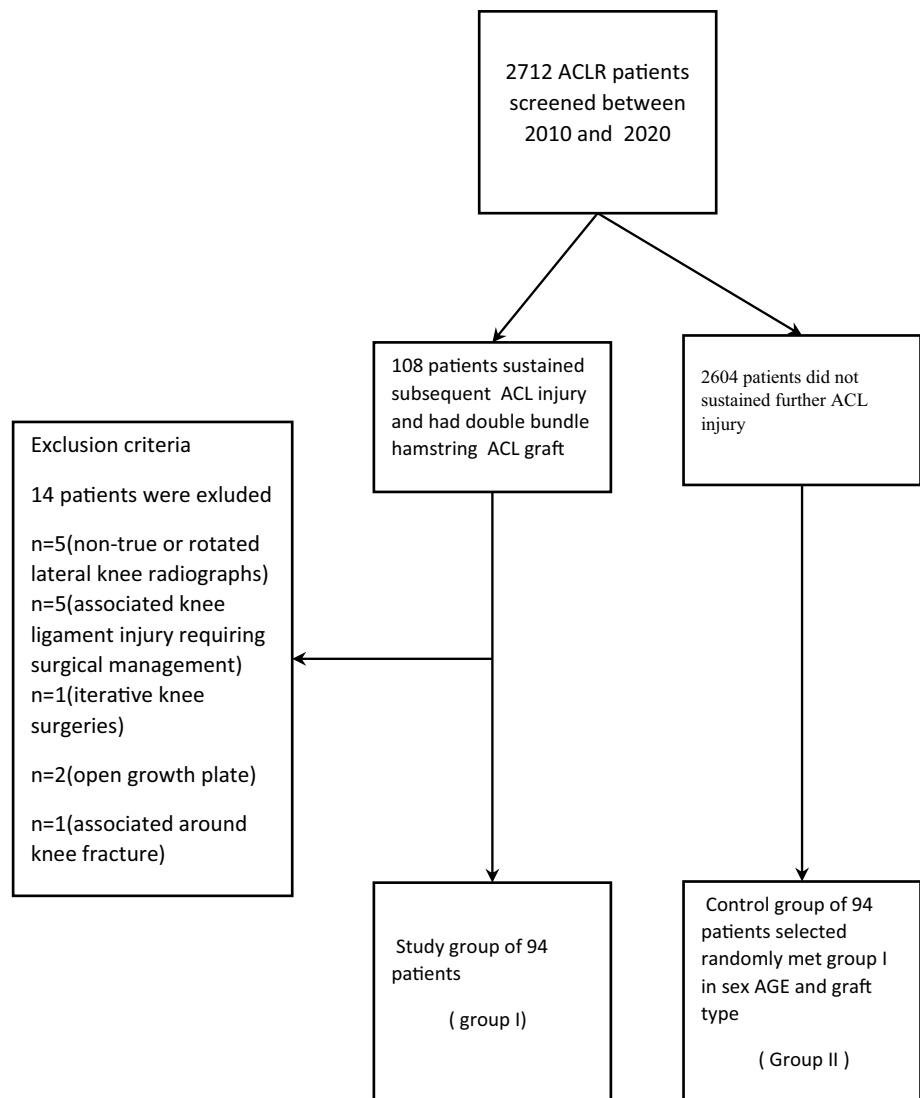 2712 ACLR patients
screened between
2010 and 2020
108 patients sustained
subsequent ACL injury
and had double bundle
hamstring ACL graft
2604 patients did not
sustained further ACL
injury
Exclusion criteria
14 patients were exluded
n=5(non-true or rotated
lateral knee radiographs)
n=5(associated knee
ligament injury requiring
surgical management)
n=1(iterative knee
surgeries)
n=2(open growth plate)
n=1(associated around
knee fracture)
Study group of 94
patients
( group I)
Control group of 94
patients selected
randomly met group I
in sex AGE and graft
type
( Group II )